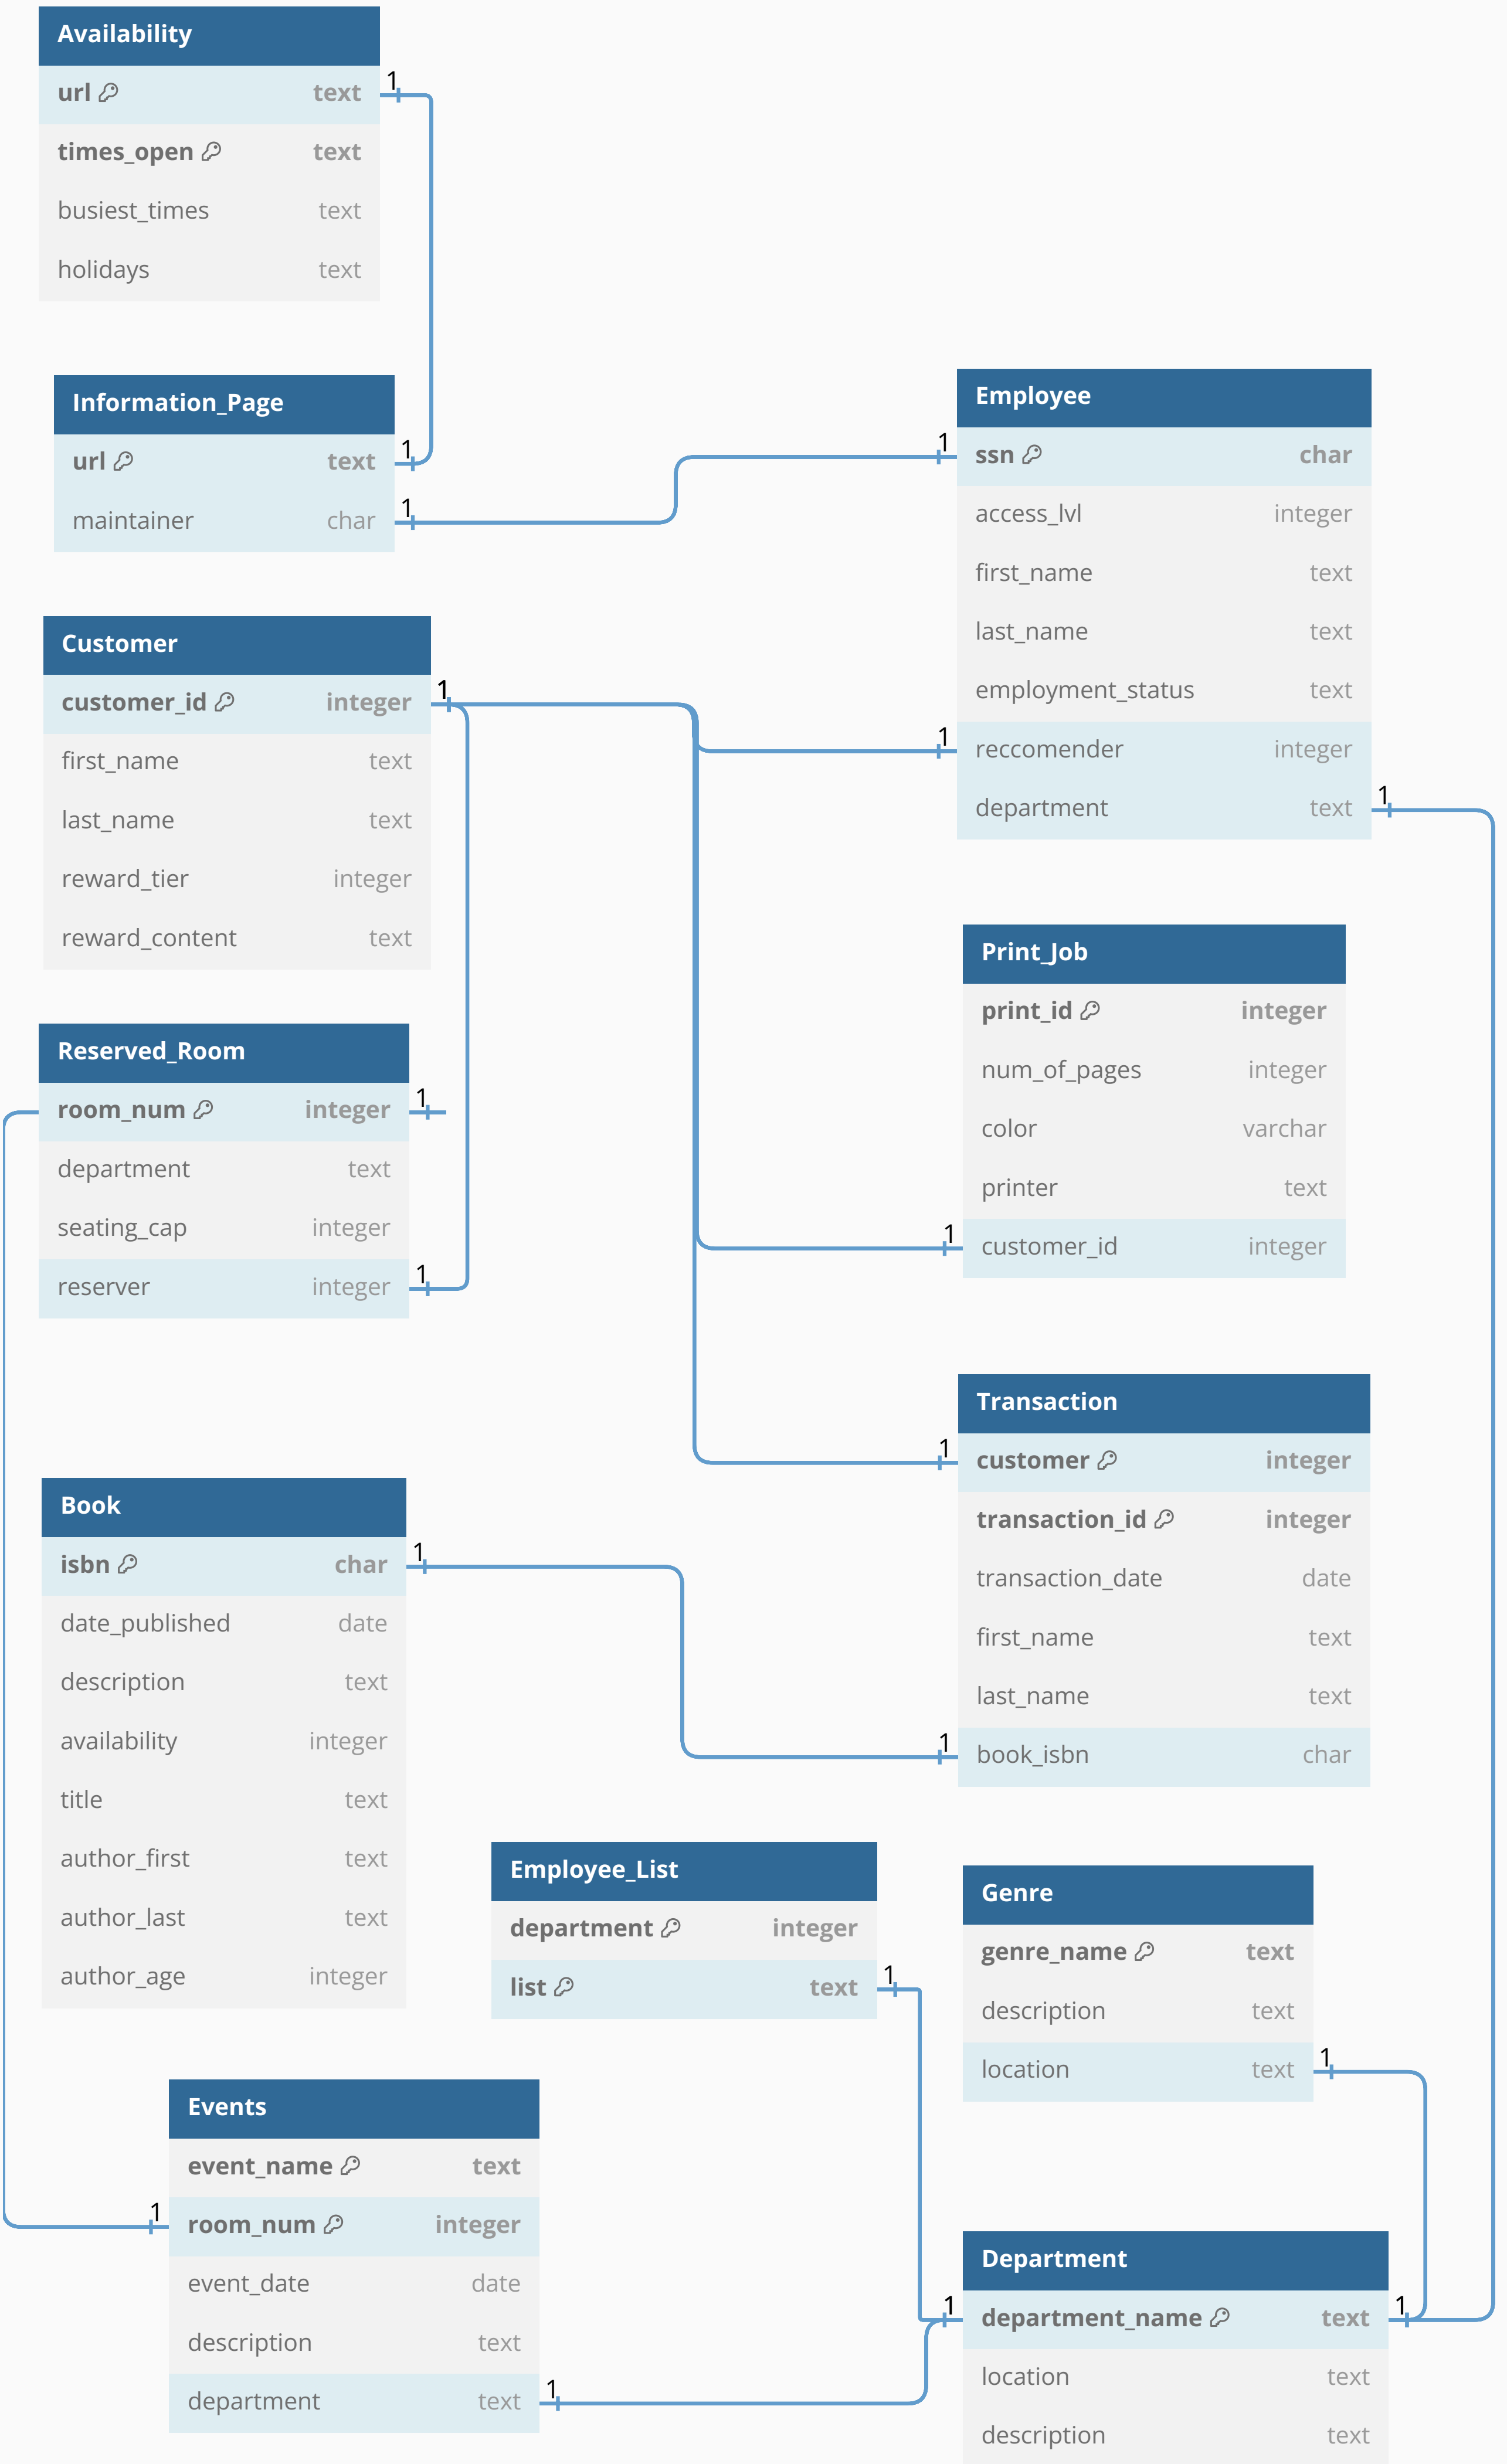 Availability
url text
times_open text
busiest_times text
holidays text
1
Information_Page
url text
maintainer char
1
1
Employee
ssn char
access_lvl integer
first_name text
last_name text
employment_status text
reccomender integer
department text
1
1
1
Customer
customer_id integer
first_name text
last_name text
reward_tier integer
reward_content text
1
Print_Job
print_id integer
num_of_pages integer
color varchar
printer text
customer_id integer
1
Reserved_Room
room_num integer
department text
seating_cap integer
reserver integer
1
1
Transaction
customer integer
transaction_id integer
transaction_date date
first_name text
last_name text
book_isbn char
1
1
Book
isbn char
date_published date
description text
availability integer
title text
author_first text
author_last text
author_age integer
1
Employee_List
department integer
list text
1
Genre
genre_name text
description text
location text
1
Events
event_name text
room_num integer
event_date date
description text
department text
1
1
Department
department_name text
location text
description text
1
1